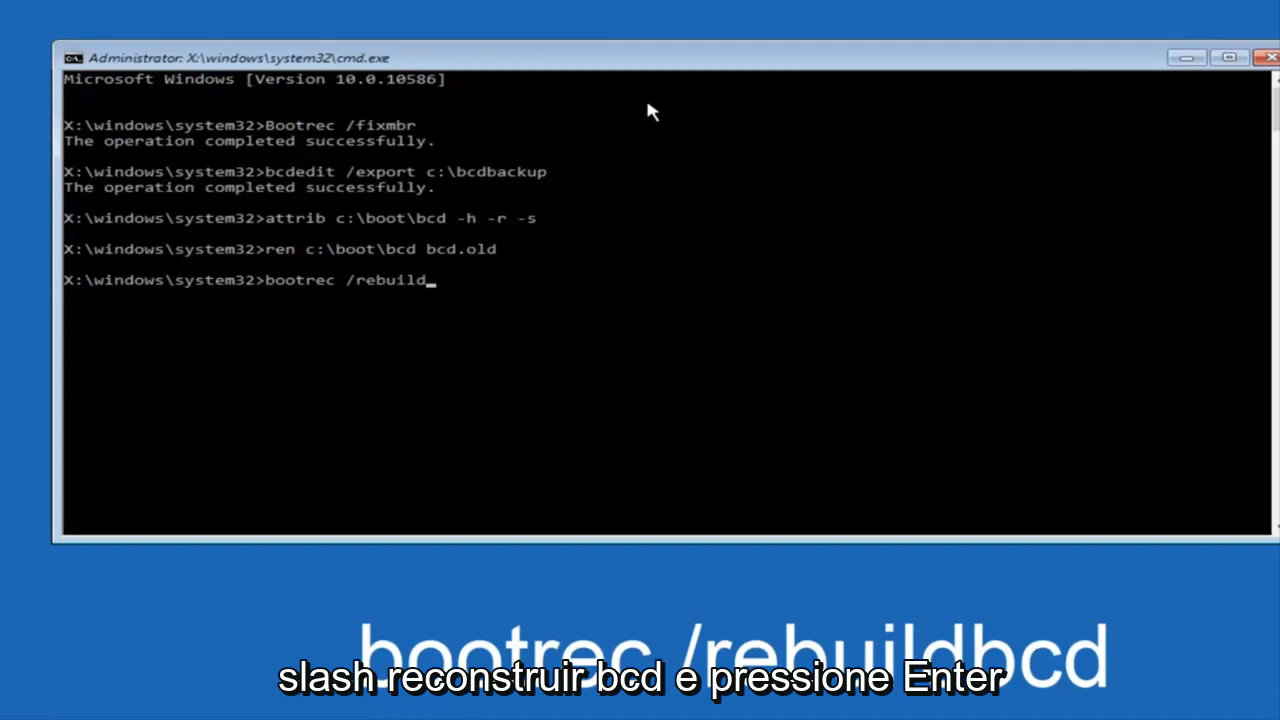 Administrator: X:\windows\system32\cmd.exe
Microsoft Windows [Version 10.0.10586]
X:\windows\system32>Bootrec /fixmbr
The operation completed successfully.
X:\windows\system32>bcdedit /export c:\bcdbackup
The operation completed successfully.
X:\windows\system32>attrib c:\boot\bcd -h -r -s
X:\windows\system32>ren c:\boot\bcd bcd.old
X:\windows\system32>bootrec /rebuild_
bootrec /rebuildbcd
slash reconstruir bcd e pressione Enter